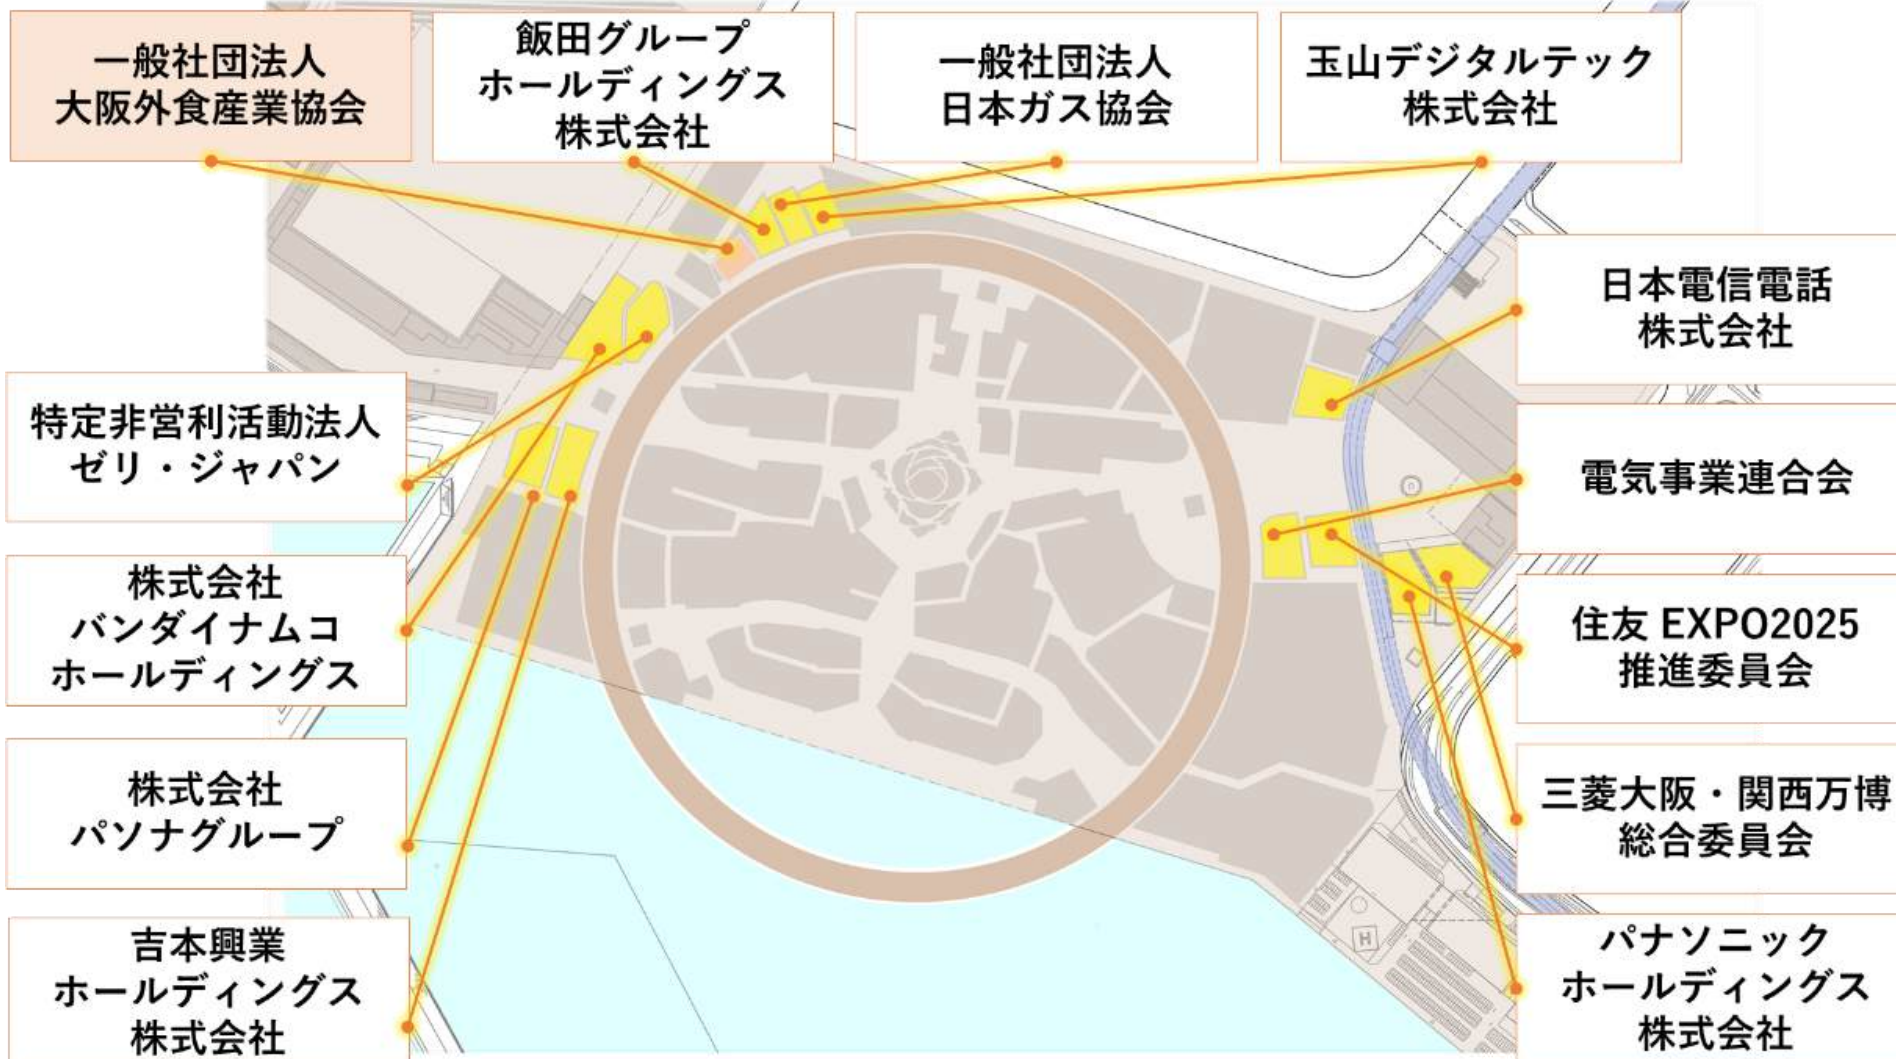 一般社団法人
大阪外食産業協会
飯田グループ
ホールディングス
株式会社
一般社団法人
日本ガス協会
玉山デジタルテック
株式会社
日本電信電話
株式会社
特定非営利活動法人
ゼリ・ジャパン
電気事業連合会
株式会社
バンダイナムコ
ホールディングス
住友 EXPO2025
推進委員会
株式会社
パソナグループ
三菱大阪・関西万博
総合委員会
吉本興業
ホールディングス
株式会社
パナソニック
ホールディングス
株式会社
H